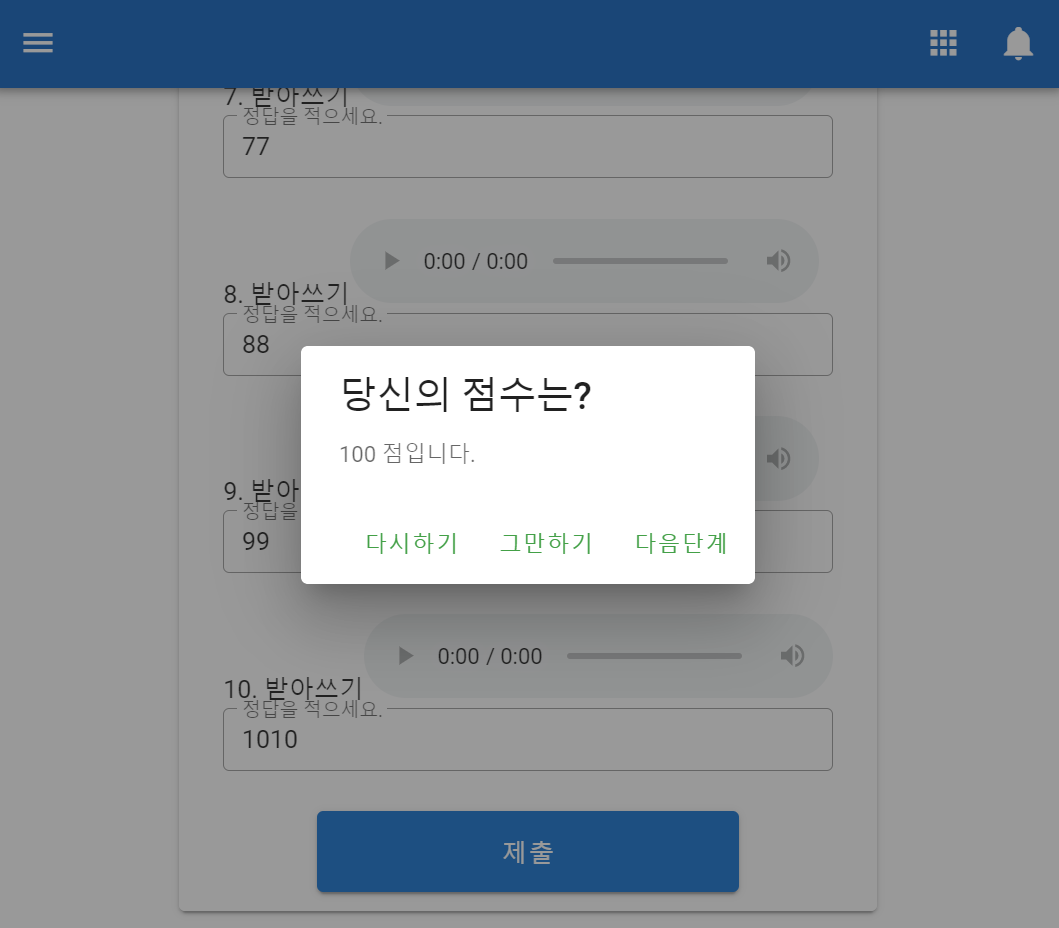 7. 받아쓰기
정답을 적으세요.
77
0:00 / 0:00
8. 받아쓰기
정답을 적으세요.
88
당신의 점수는?
100 점입니다.
다시하기 그만하기 다음단계
9. 받아
정답을
99
0:00 / 0:00
10. 받아쓰기
정답을 적으세요.
1010
제출